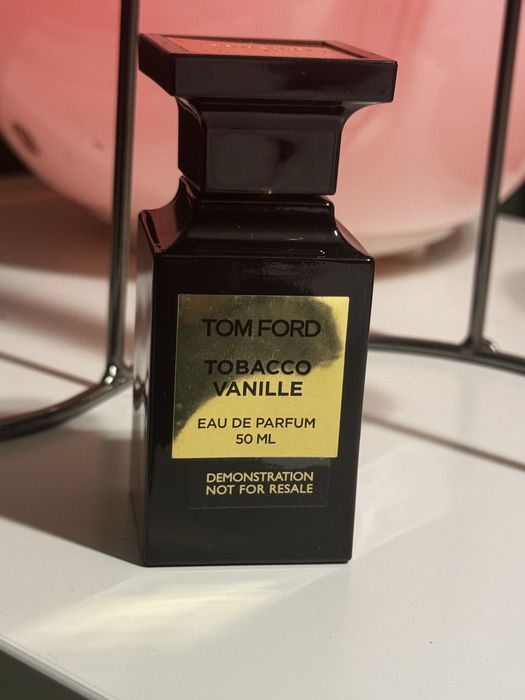 TOM FORD
TOBACCO
VANILLE
EAU DE PARFUM
50 ML
DEMONSTRATION
NOT FOR RESALE